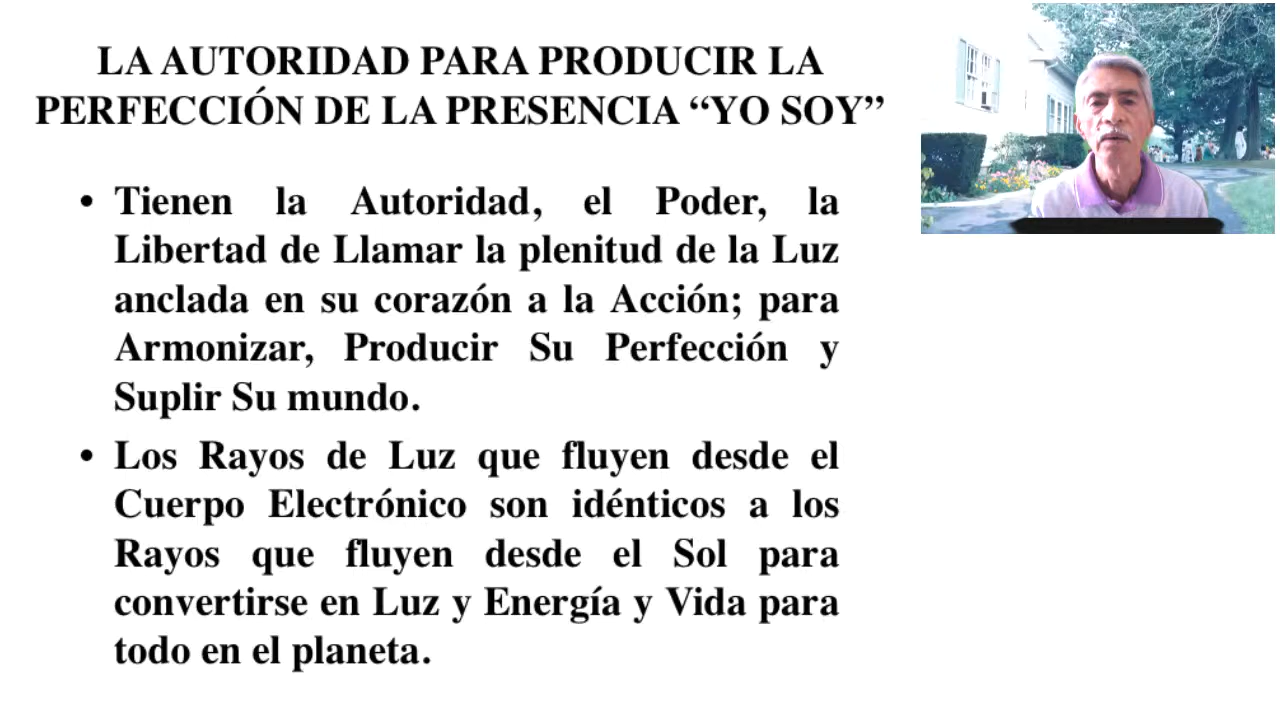 LA AUTORIDAD PARA PRODUCIR LA
PERFECCIÓN DE LA PRESENCIA “YO SOY”
• Tienen la Autoridad, el Poder, la
Libertad de Llamar la plenitud de la Luz
anclada en su corazón a la Acción; para
Armonizar, Producir Su Perfección y
Suplir Su mundo.
• Los Rayos de Luz que fluyen desde el
Cuerpo Electrónico son idénticos a los
Rayos que fluyen desde el Sol para
convertirse en Luz y Energía y Vida para
todo en el planeta.